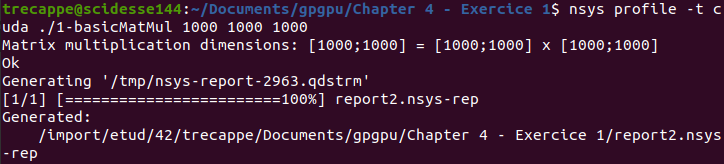 trecappe@scidesse144:~/Documents/gpgpu/Chapter 4 - Exercice 1$ nsys profile -t c
uda ./1-basicMatMul 1000 1000 1000
Matrix multiplication dimensions: [1000;1000] = [1000;1000] x [1000;1000]
Ok
Generating '/tmp/nsys-report-2963.qdstrm'
[1/1] [========================100%] report2.nsys-rep
Generated:
    /import/etud/42/trecappe/Documents/gpgpu/Chapter 4 - Exercice 1/report2.nsys
-rep